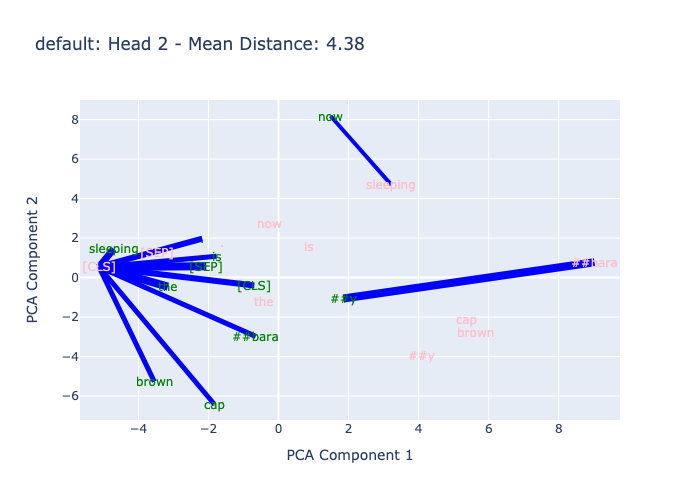 default: Head 2 - Mean Distance: 4.38
now
sleeping
now
sleeping
[SEP]
.
is
is
[CLS]
[SEP]
##bara
the
[CLS]
##y
the
cap
##bara
brown
##y
brown
cap
8
6
4
2
0
−2
−4
−6
−4
−2
0
2
4
6
8
PCA Component 1
PCA Component 2